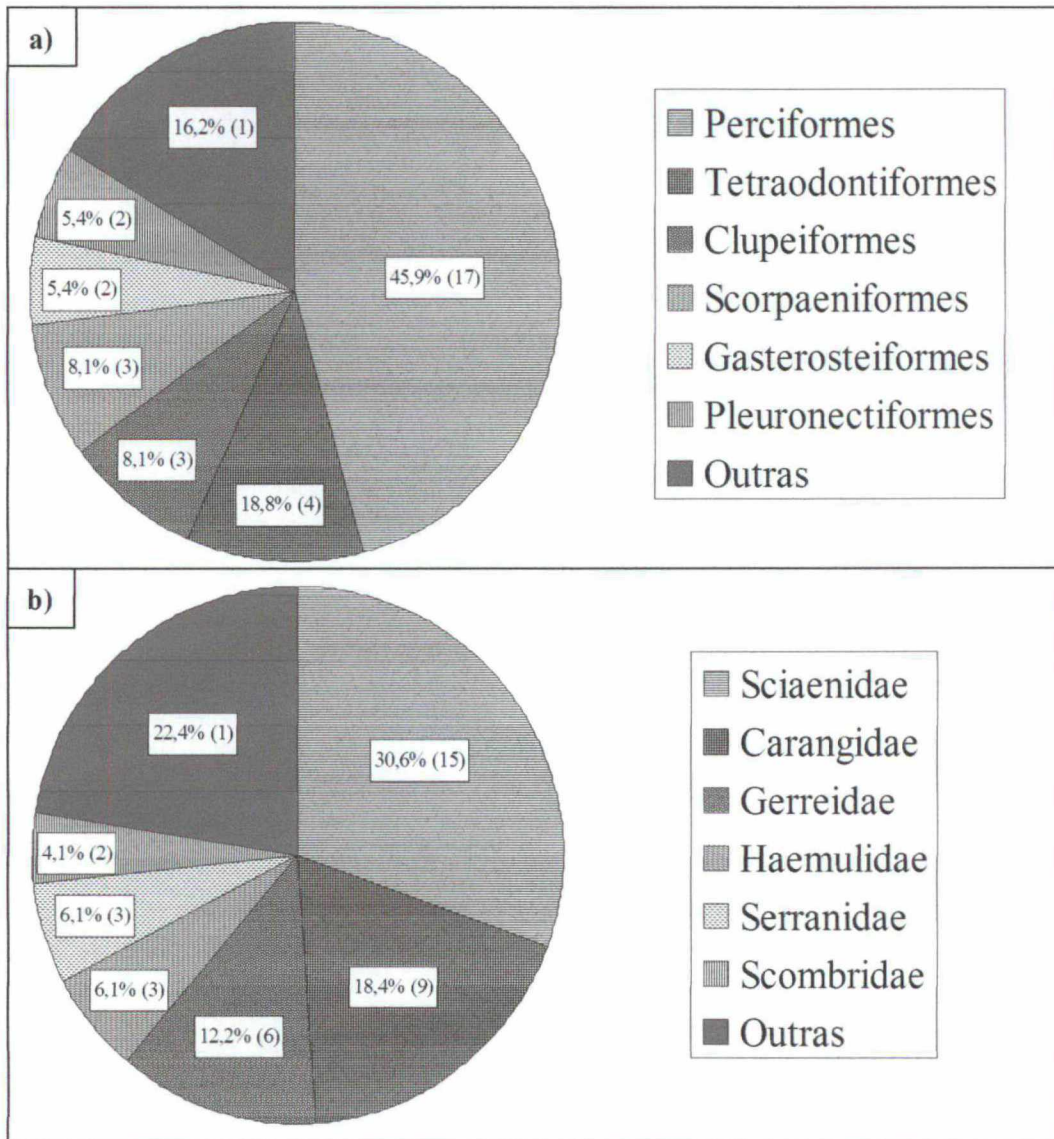 a)
16,2% (1)
5,4% (2)
5,4% (2)
8,1% (3)
8,1% (3)
18,8% (4)
45,9% (17)
Perciformes
Tetraodontiformes
Clupeiformes
Scorpaeniformes
Gasterosteiformes
Pleuronectiformes
Outras
b)
22,4% (1)
4,1% (2)
6,1% (3)
6,1% (3)
12,2% (6)
18,4% (9)
30,6% (15)
Sciaenidae
Carangidae
Gerreidae
Haemulidae
Serranidae
Scombridae
Outras